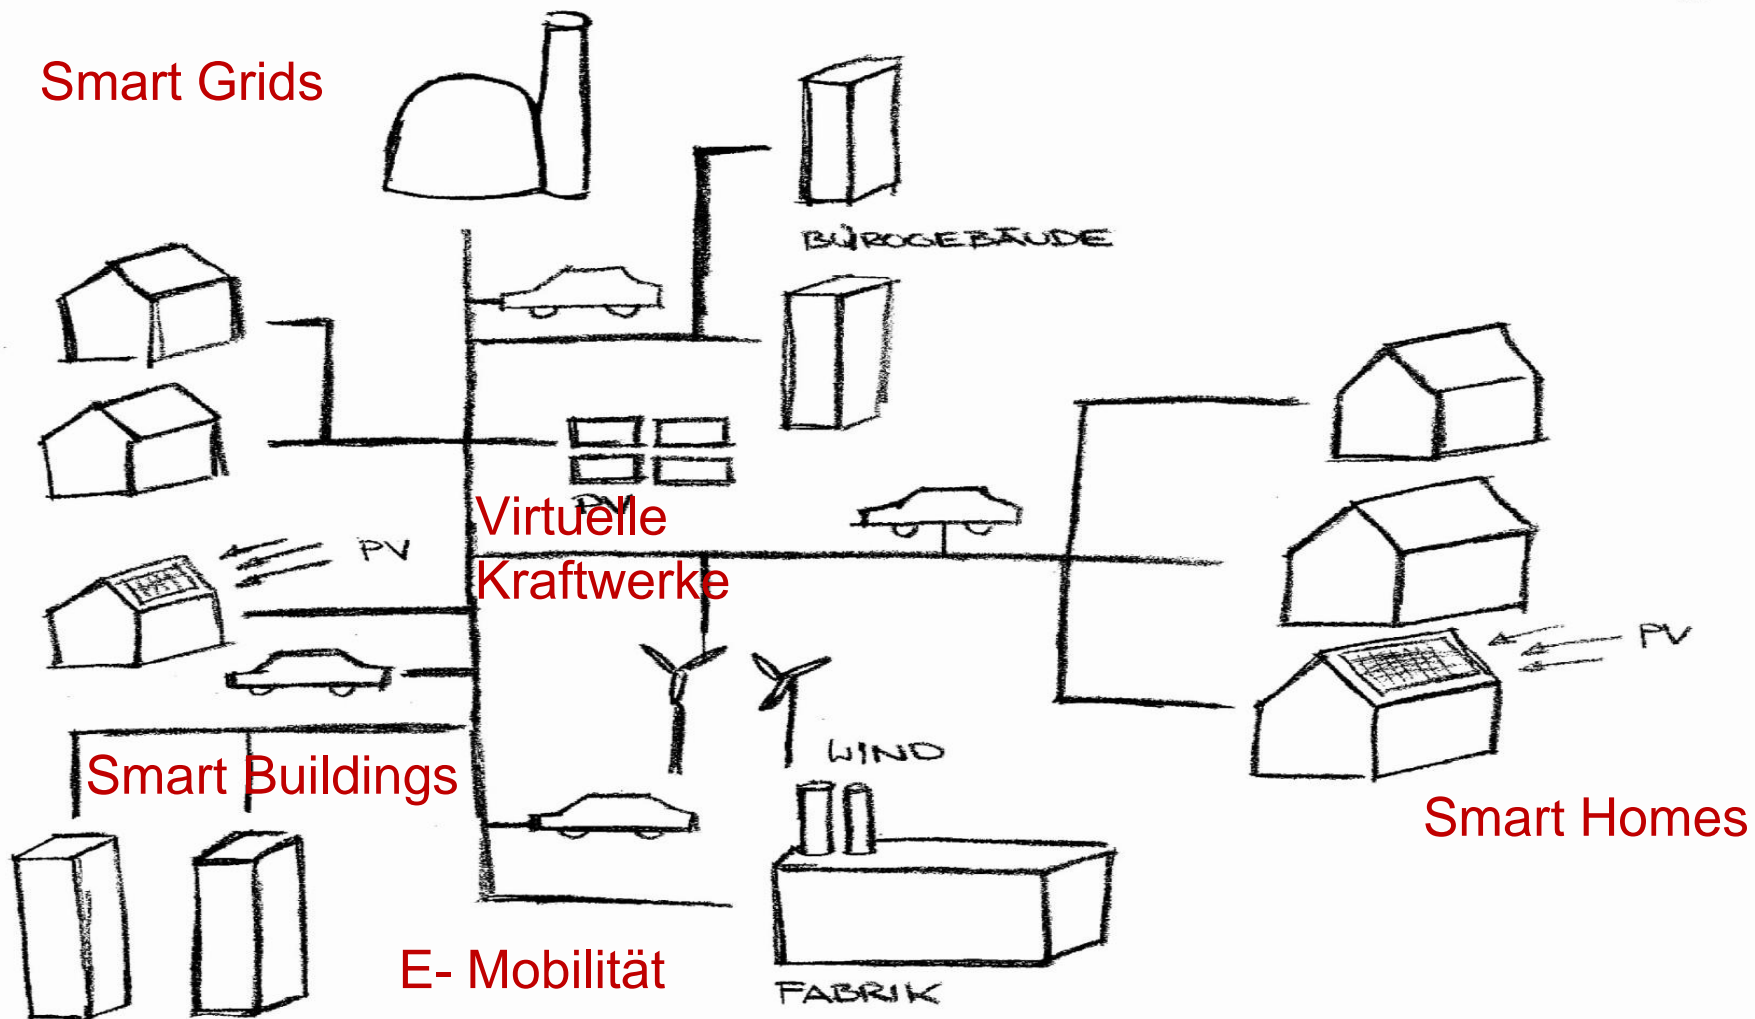 Smart Grids
BÜROGEBÄUDE
PV
Virtuelle
Kraftwerke
PV
PV
WIND
Smart Buildings
Smart Homes
E- Mobilität
FABRIK